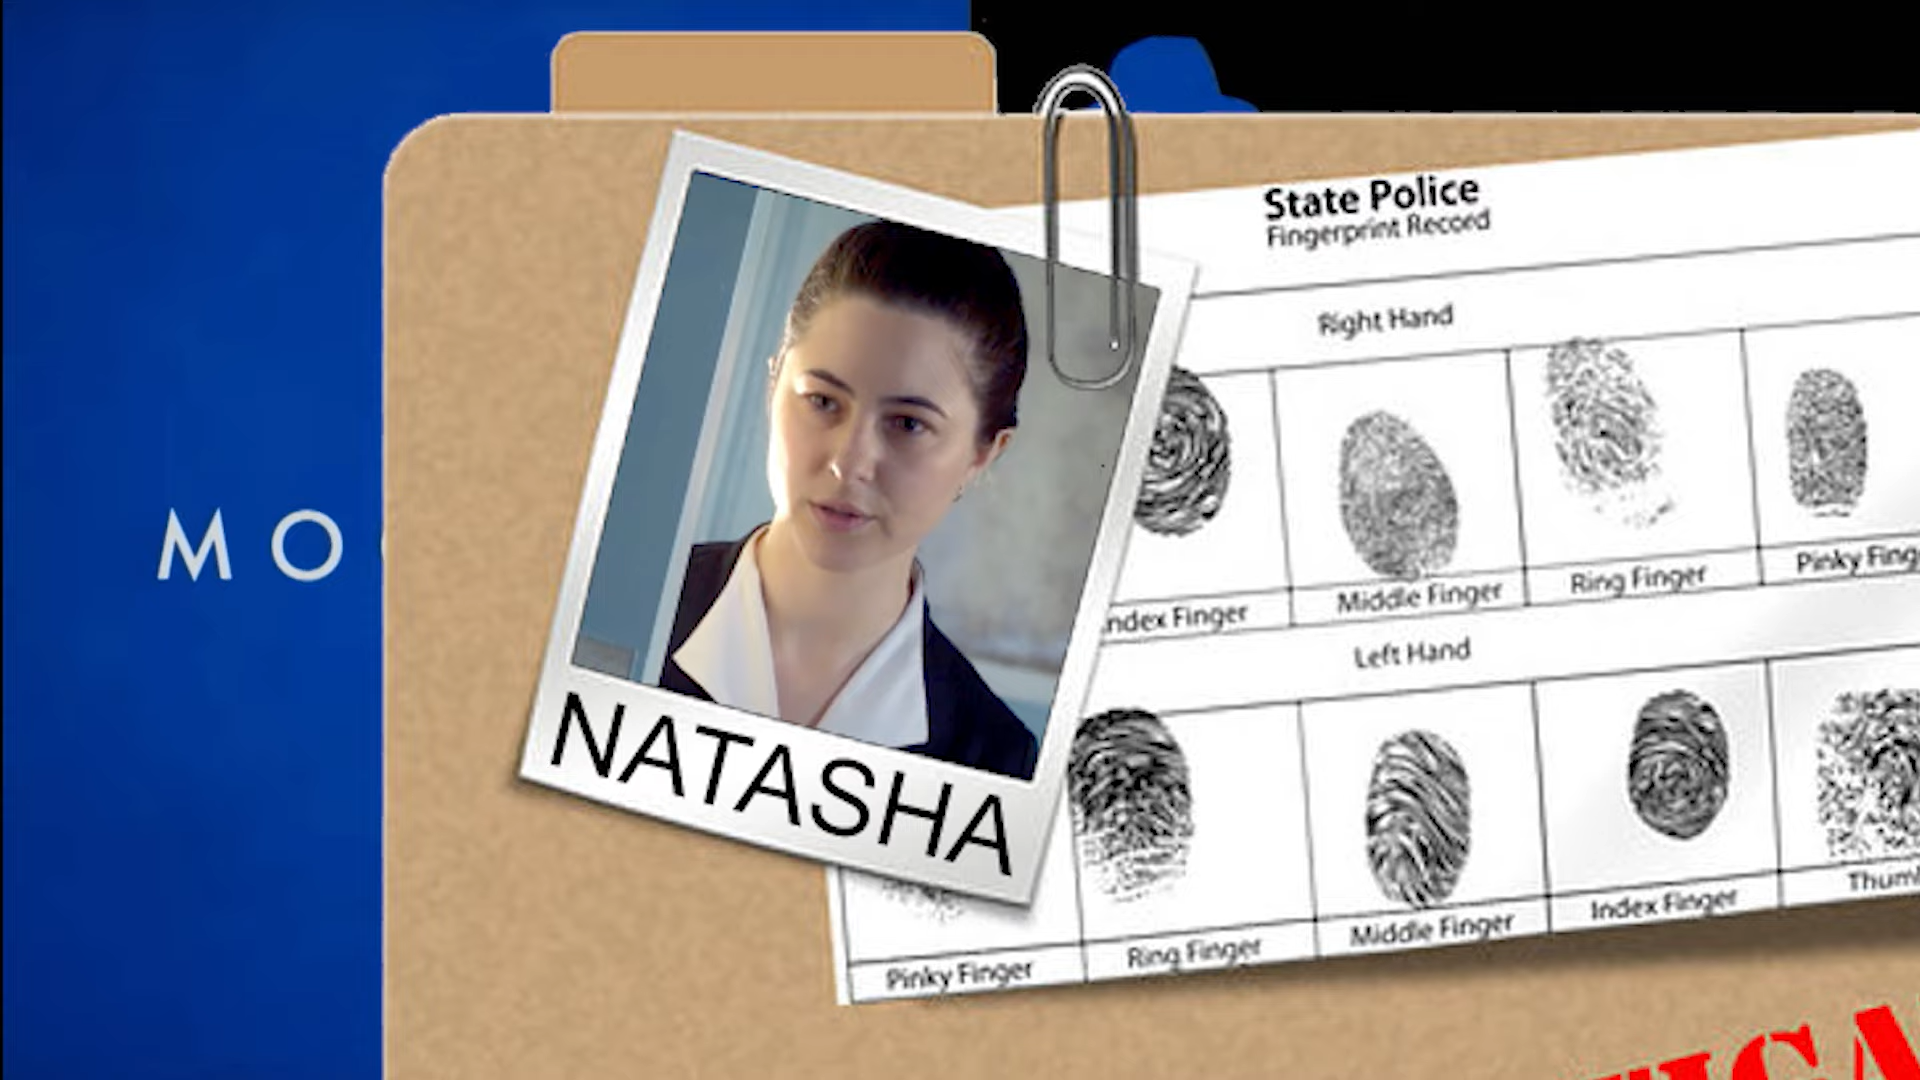 MO
State Police
Fingerprint Record
Right Hand
ndex Finger
Middle Finger
Ring Finger
Pinky Fing
Left Hand
NATASHA
Pinky Finger
Ring Finger
Middle Finger
Index Finger
Thum
ICA